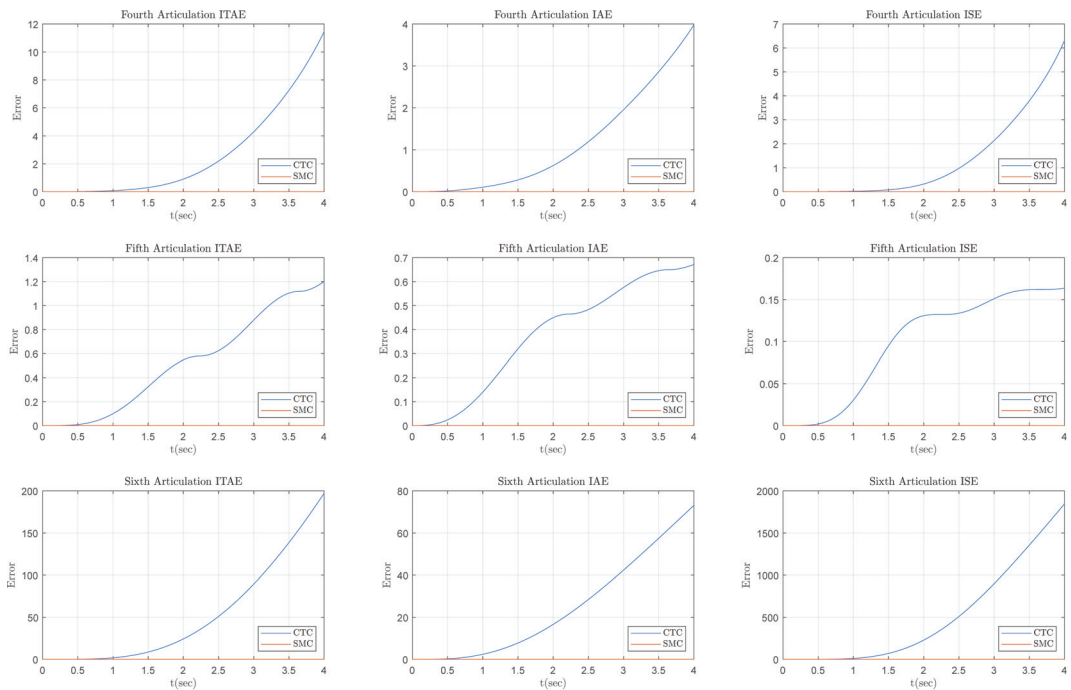 Fourth Articulation ITAE
12
10
8
6
4
2
0
Error
0 0.5 1 1.5 2 2.5 3 3.5 4
t(sec)
CTC
SMC
Fourth Articulation IAE
4
3
2
1
0
Error
0 0.5 1 1.5 2 2.5 3 3.5 4
t(sec)
CTC
SMC
Fourth Articulation ISE
7
6
5
4
3
2
1
0
Error
0 0.5 1 1.5 2 2.5 3 3.5 4
t(sec)
CTC
SMC
Fifth Articulation ITAE
1.4
1.2
1
0.8
0.6
0.4
0.2
0
Error
0 0.5 1 1.5 2 2.5 3 3.5 4
t(sec)
CTC
SMC
Fifth Articulation IAE
0.7
0.6
0.5
0.4
0.3
0.2
0.1
0
Error
0 0.5 1 1.5 2 2.5 3 3.5 4
t(sec)
CTC
SMC
Fifth Articulation ISE
0.2
0.15
0.1
0.05
0
Error
0 0.5 1 1.5 2 2.5 3 3.5 4
t(sec)
CTC
SMC
Sixth Articulation ITAE
200
150
100
50
0
Error
0 0.5 1 1.5 2 2.5 3 3.5 4
t(sec)
CTC
SMC
Sixth Articulation IAE
80
60
40
20
0
Error
0 0.5 1 1.5 2 2.5 3 3.5 4
t(sec)
CTC
SMC
Sixth Articulation ISE
2000
1500
1000
500
0
Error
0 0.5 1 1.5 2 2.5 3 3.5 4
t(sec)
CTC
SMC